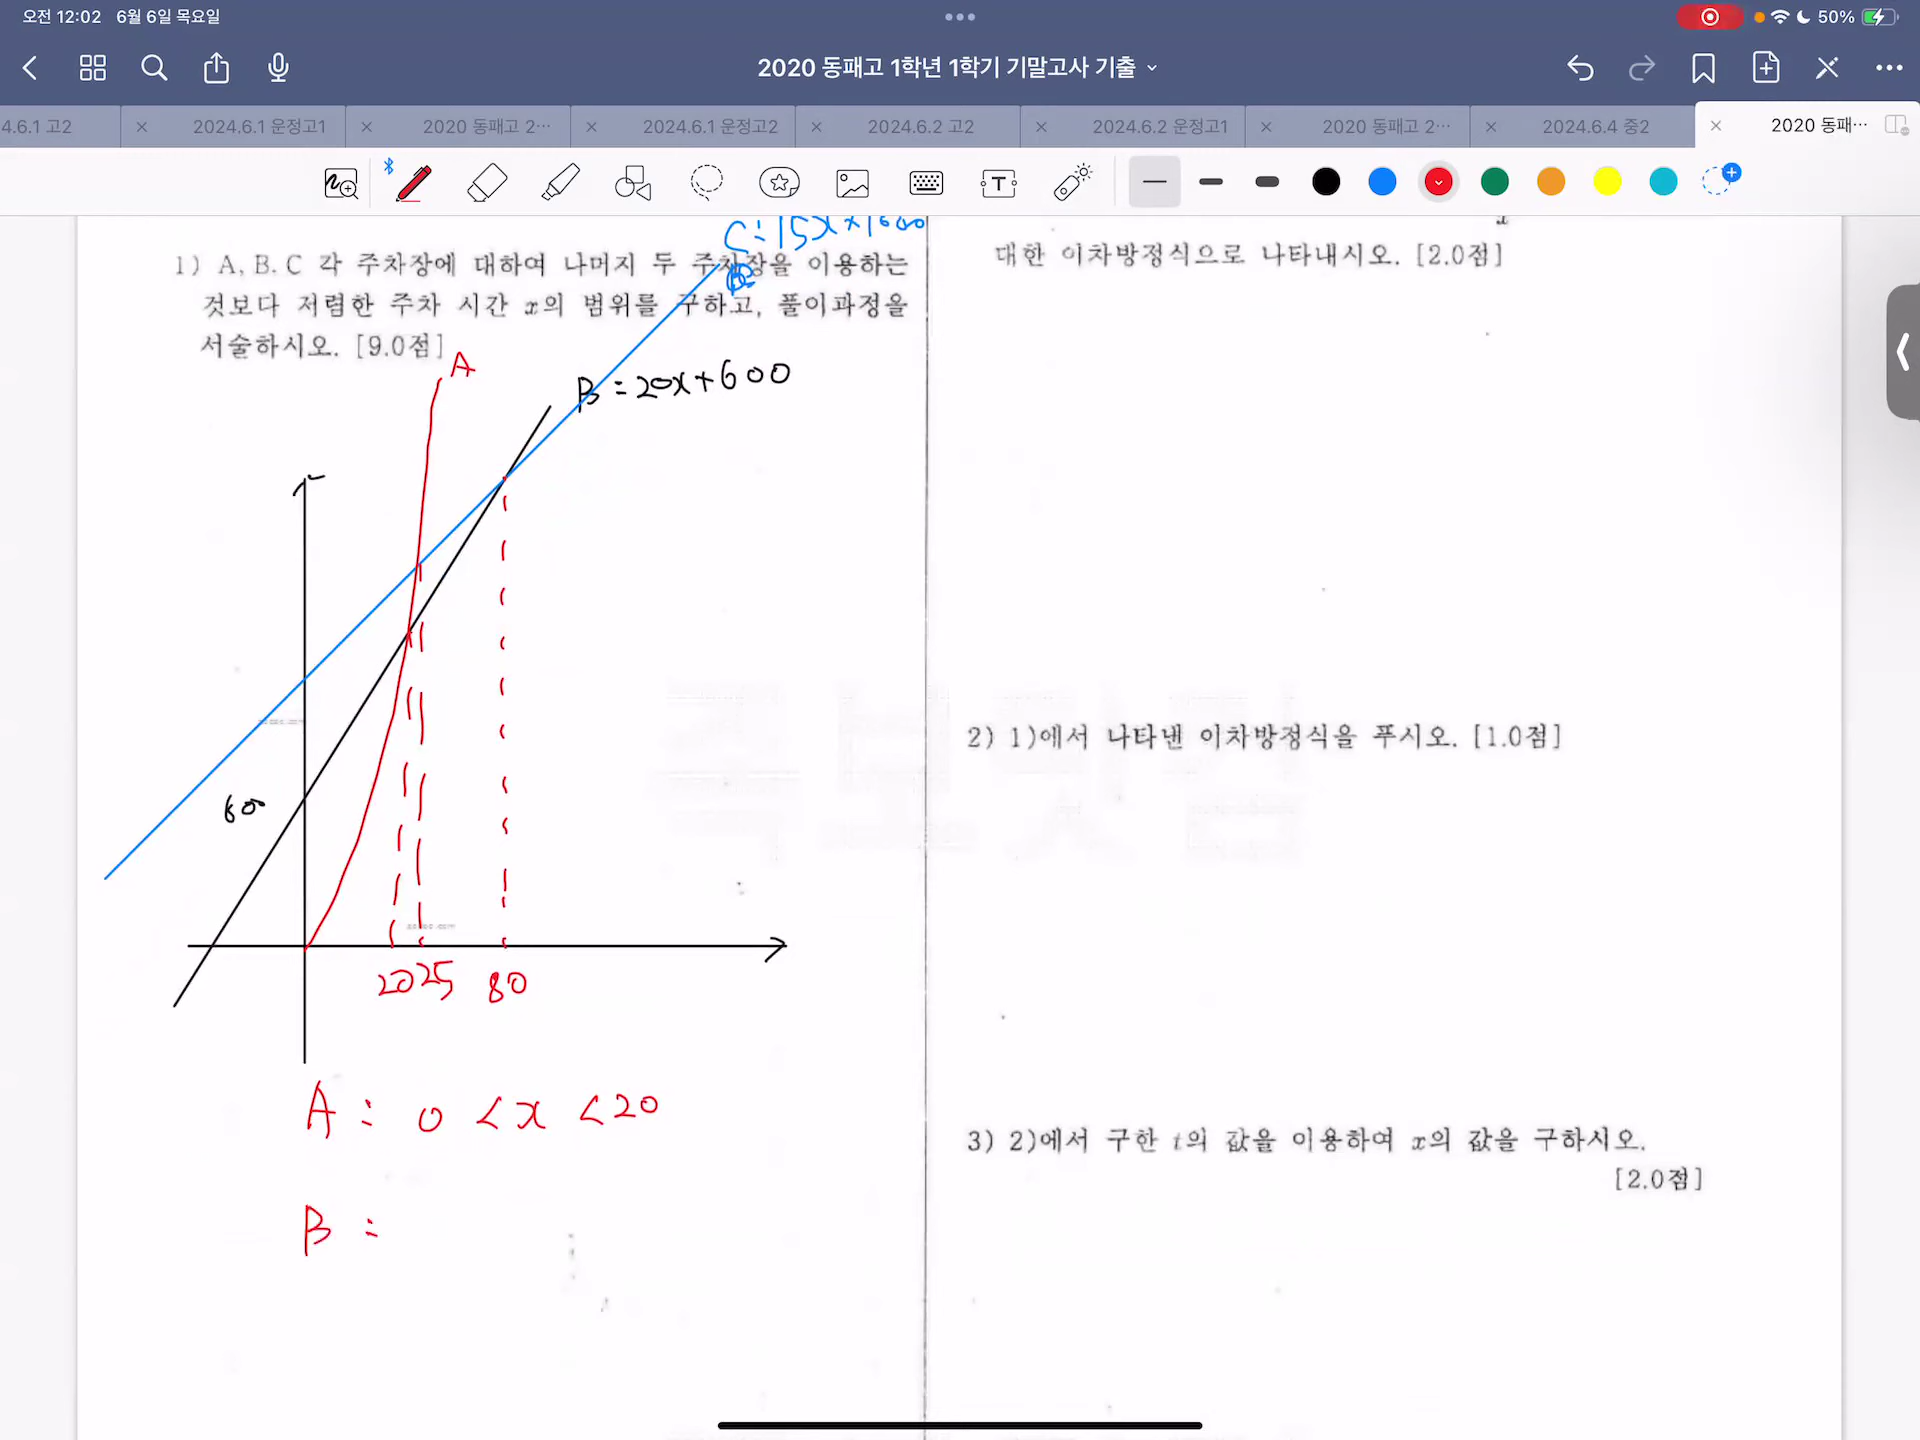 오전 12:02 6월 6일 목요일
50%
2020 동패고 1학년 1학기 기말고사 기출
4.6.1 고2
2024.6.1 운정고1
2020 동패고 2…
2024.6.1 운정고2
2024.6.2 고2
2024.6.2 운정고1
2020 동패고 2…
2024.6.4 중2
2020 동패…
1) A, B, C 각 주차장에 대하여 나머지 두 주차장을 이용하는
것보다 저렴한 주차 시간 x의 범위를 구하고, 풀이과정을
서술하시오. [9.0점]
A
B=20x+600
60
20 25 80
A : 0 < x < 20
B :
대한 이차방정식으로 나타내시오. [2.0점]
2) 1)에서 나타낸 이차방정식을 푸시오. [1.0점]
3) 2)에서 구한 t의 값을 이용하여 x의 값을 구하시오.
[2.0점]
족보닷컴